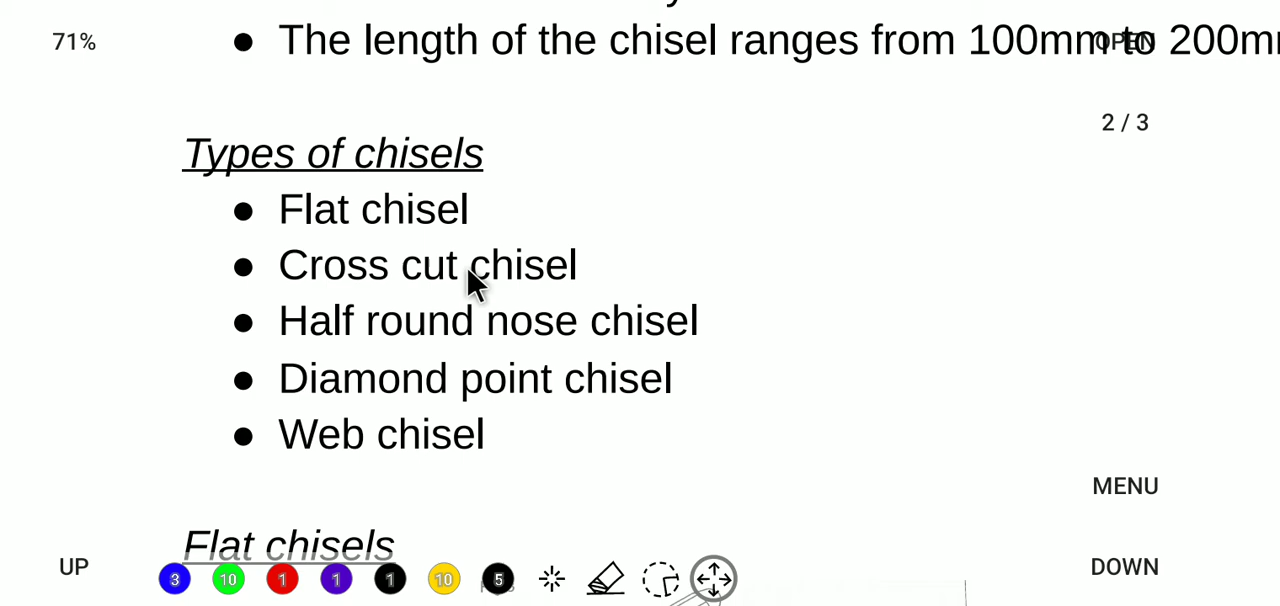 71%
● The length of the chisel ranges from 100mm to 200m
OPEN
2 / 3
Types of chisels
● Flat chisel
● Cross cut chisel
● Half round nose chisel
● Diamond point chisel
● Web chisel
MENU
Flat chisels
UP
3 10 1 1 1 10 5
DOWN